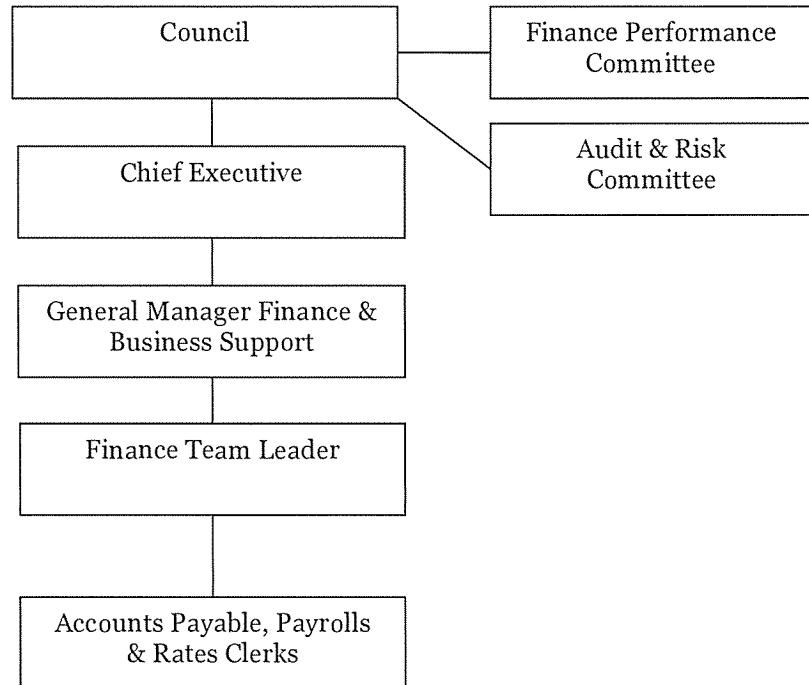 Council
Finance Performance
Committee
Audit & Risk
Committee
Chief Executive
General Manager Finance &
Business Support
Finance Team Leader
Accounts Payable, Payrolls
& Rates Clerks